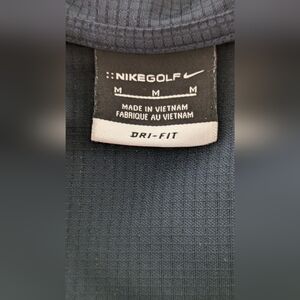 NIKEGOLF
M M M
MADE IN VIETNAM
FABRIQUE AU VIETNAM
DRI-FIT